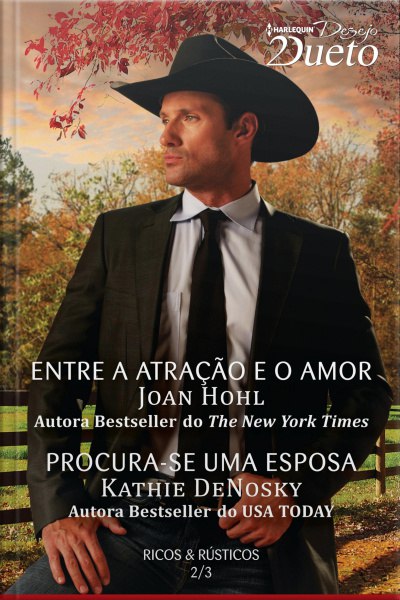 HARLEQUIN Desejo
Dueto
ENTRE A ATRAÇÃO E O AMOR
JOAN HOHL
Autora Bestseller do The New York Times
PROCURA-SE UMA ESPOSA
KATHIE DENOSKY
Autora Bestseller do USA TODAY
RICOS & RÚSTICOS
2/3